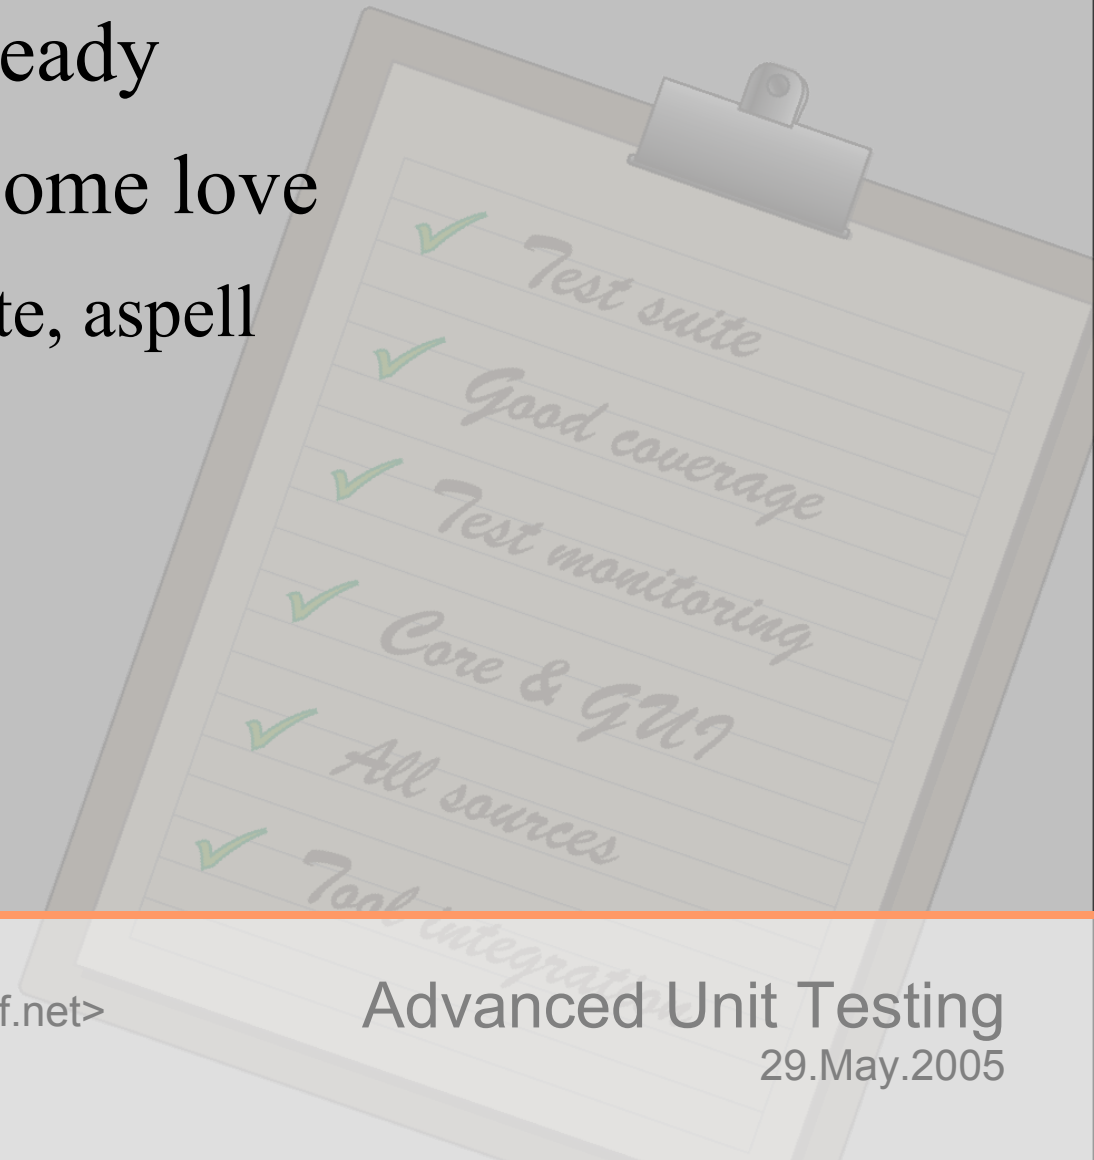 eady
ome love
te, aspell
Test suite
Good coverage
Test monitoring
Core & GUI
All sources
Tool integration
f.net>
Advanced Unit Testing
29.May.2005